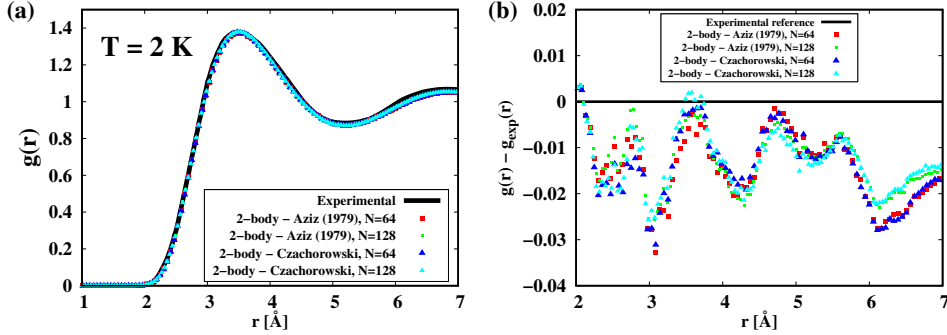 (a)
T = 2 K
g(r)
1.4
1.2
1
0.8
0.6
0.4
0.2
0
Experimental
2-body - Aziz (1979), N=64
2-body - Aziz (1979), N=128
2-body - Czachorowski, N=64
2-body - Czachorowski, N=128
1 2 3 4 5 6 7
r [Å]
(b)
g(r) - gexp(r)
0.02
0.01
0
−0.01
−0.02
−0.03
−0.04
Experimental reference
2-body - Aziz (1979), N=64
2-body - Aziz (1979), N=128
2-body - Czachorowski, N=64
2-body - Czachorowski, N=128
2 3 4 5 6 7
r [Å]